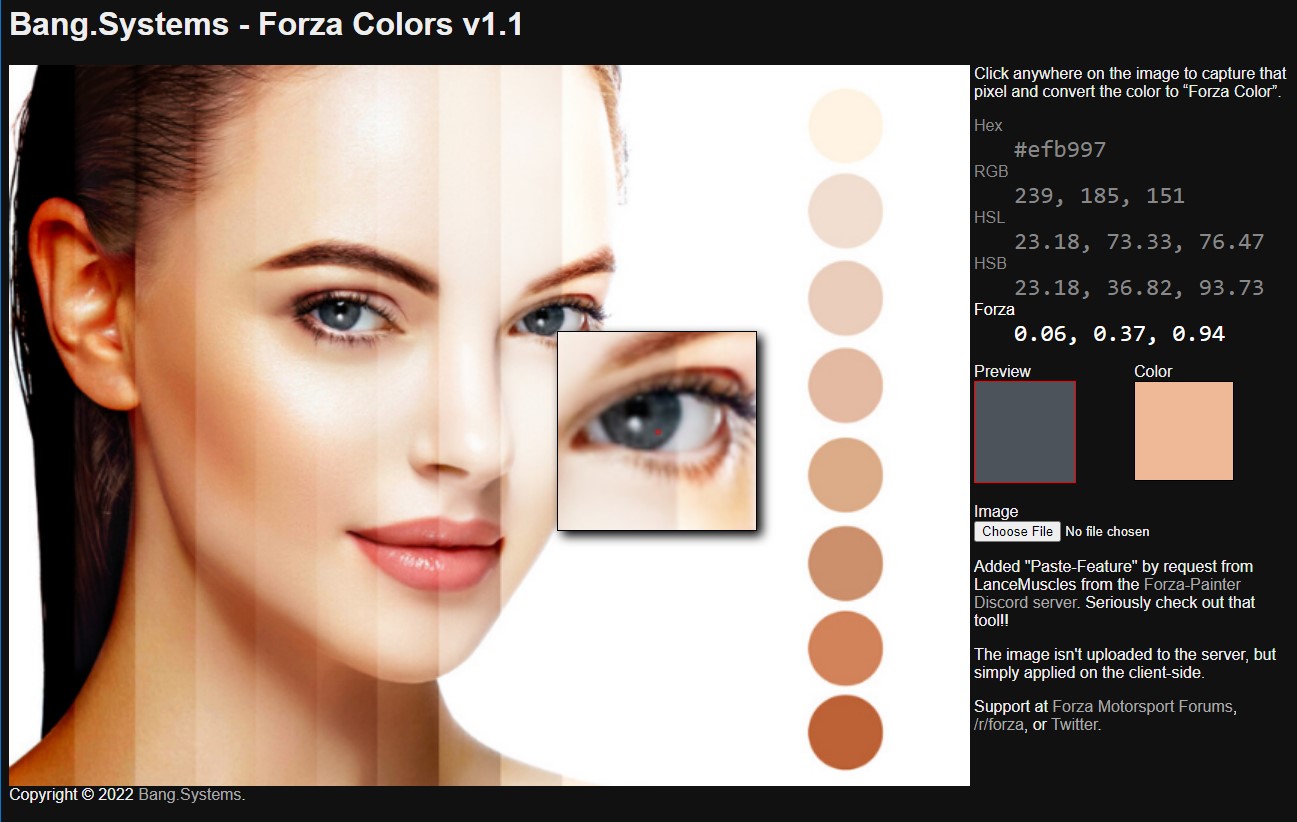 Bang.Systems - Forza Colors v1.1
Click anywhere on the image to capture that
pixel and convert the color to “Forza Color”.
Hex
#efb997
RGB
239, 185, 151
HSL
23.18, 73.33, 76.47
HSB
23.18, 36.82, 93.73
Forza
0.06, 0.37, 0.94
Preview Color
Image
Choose File No file chosen
Added "Paste-Feature" by request from
LanceMuscles from the Forza-Painter
Discord server. Seriously check out that
tool!!
The image isn't uploaded to the server, but
simply applied on the client-side.
Support at Forza Motorsport Forums,
/r/forza, or Twitter.
Copyright © 2022 Bang.Systems.